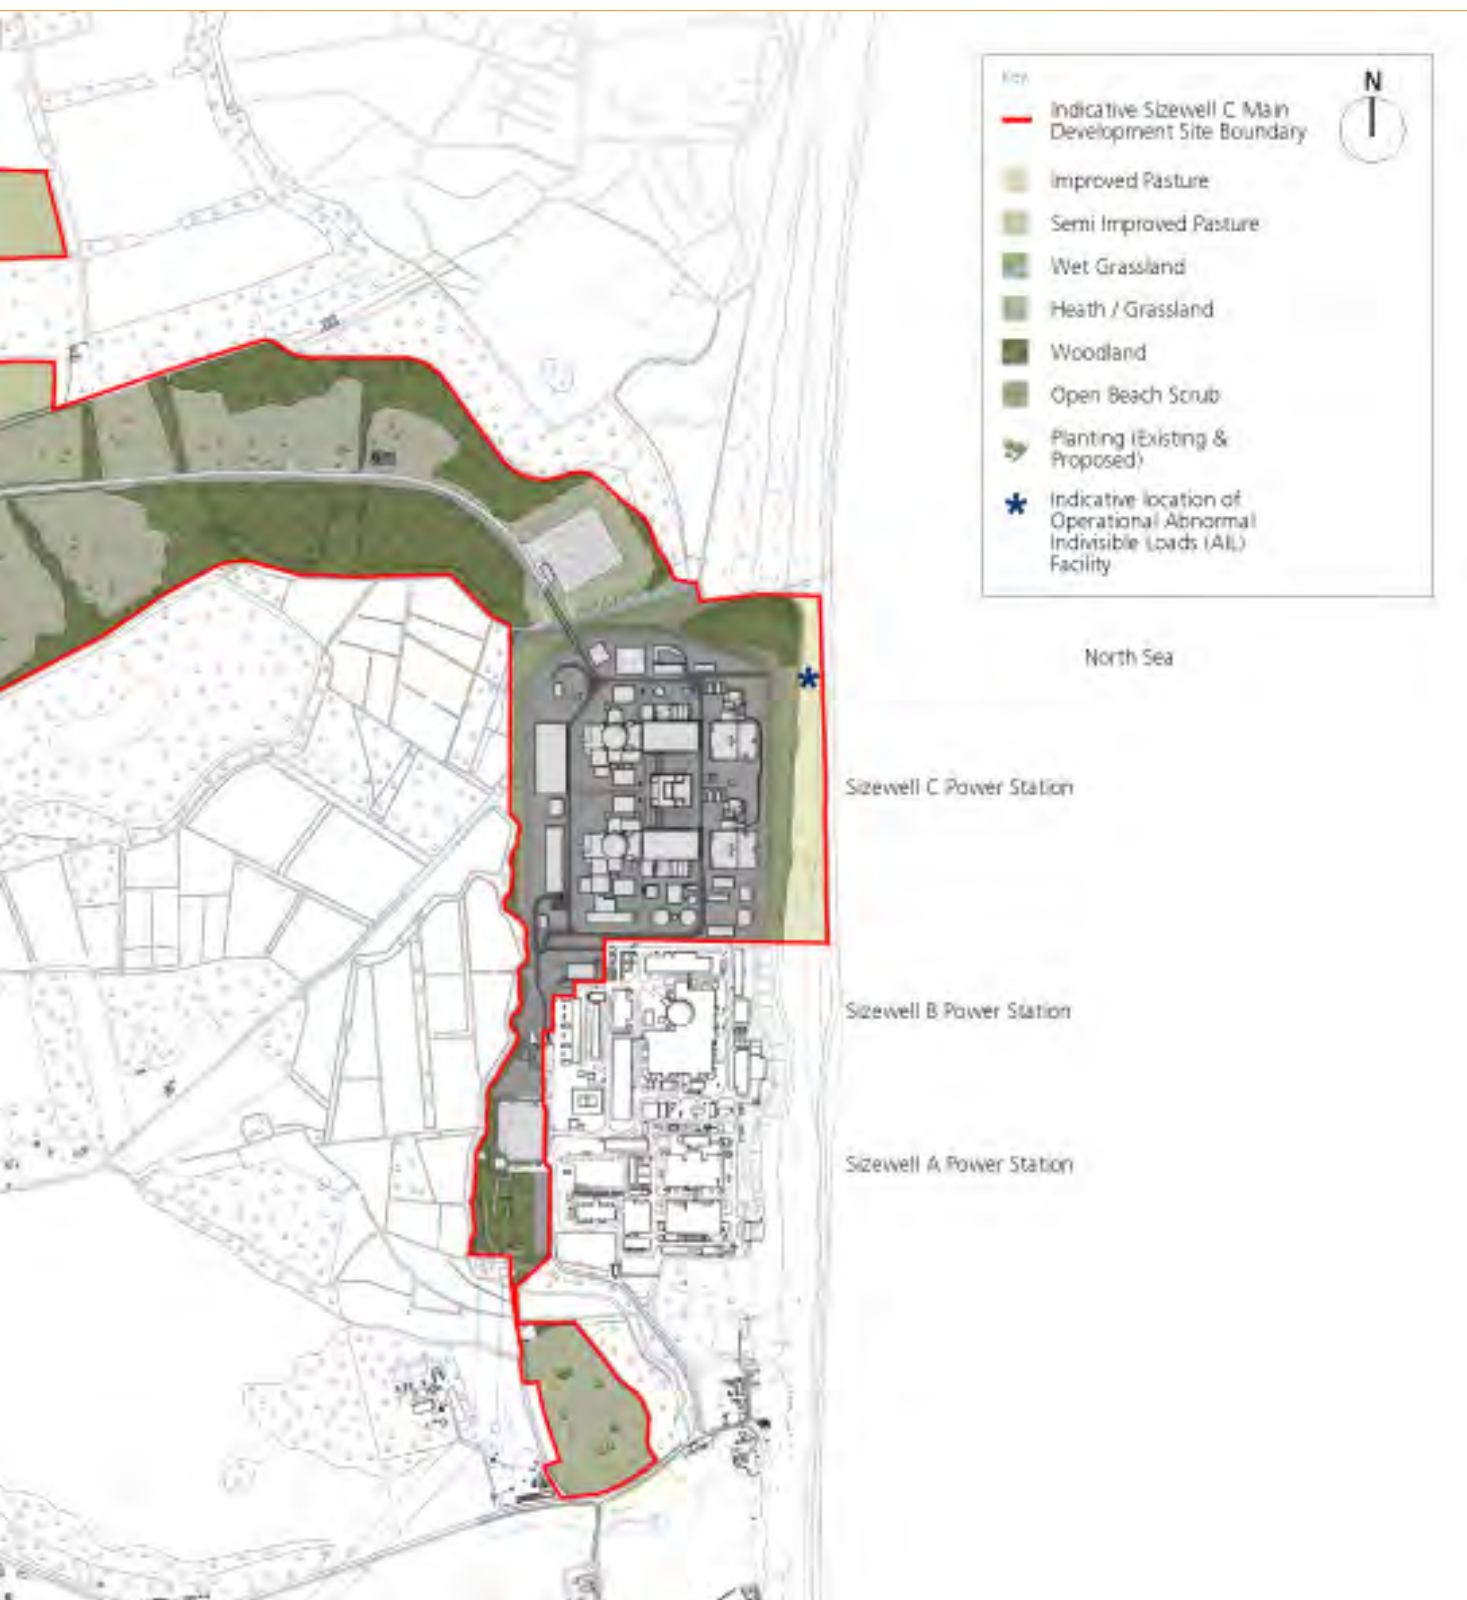 Key
N
Indicative Sizewell C Main
Development Site Boundary
Improved Pasture
Semi Improved Pasture
Wet Grassland
Heath / Grassland
Woodland
Open Beach Scrub
Planting (Existing &
Proposed)
Indicative location of
Operational Abnormal
Indivisible Loads (AIL)
Facility
North Sea
Sizewell C Power Station
Sizewell B Power Station
Sizewell A Power Station